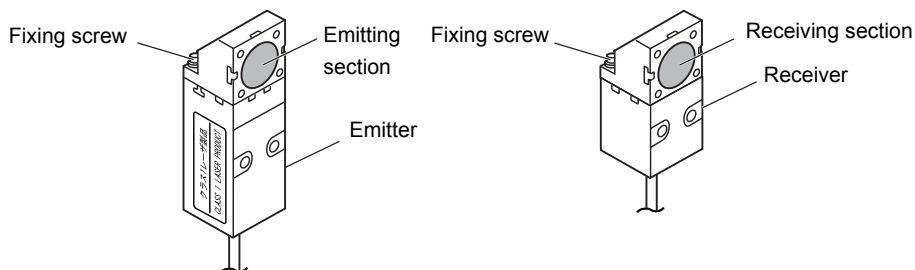 Fixing screw
Emitting
section
Emitter
クラス1レーザ製品
CLASS 1 LASER PRODUCT
Fixing screw
Receiving section
Receiver